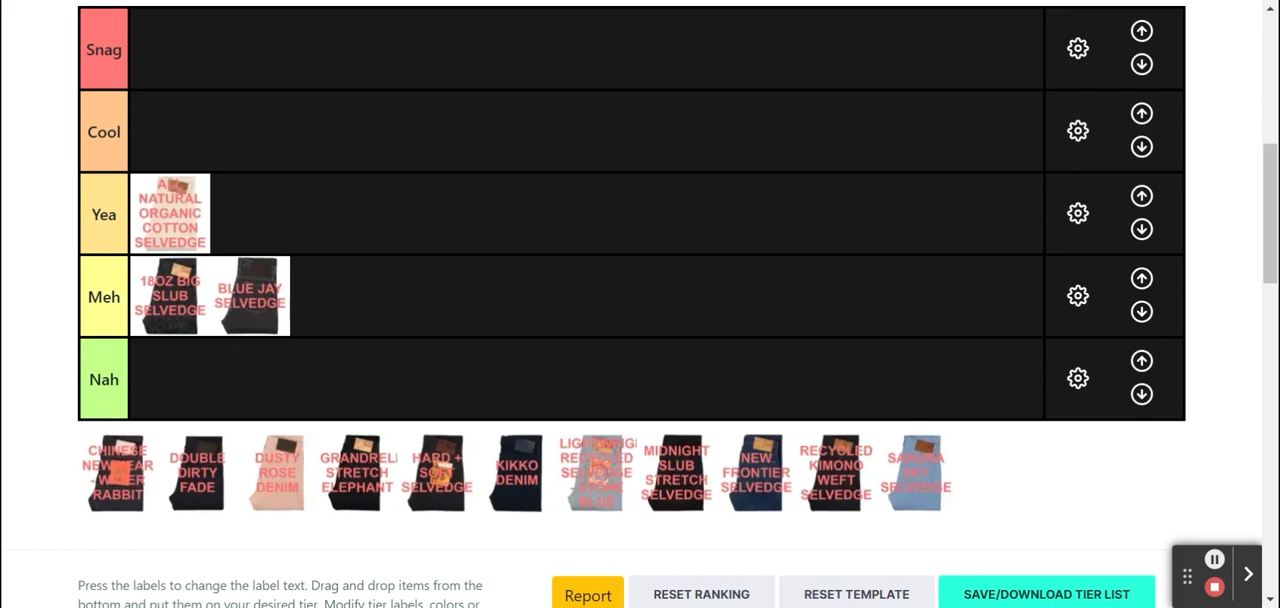 Snag
Cool
Yea
NATURAL
ORGANIC
COTTON
SELVEDGE
Meh
18OZ BIG
SLUB
SELVEDGE
BLUE JAY
SELVEDGE
Nah
CHINESE
NEW YEAR
- WATER
RABBIT
DOUBLE
DIRTY
FADE
DUSTY
ROSE
DENIM
GRANDRELL
STRETCH
ELEPHANT
HARD +
SOFT
SELVEDGE
KIKKO
DENIM
SELVEDGE
BLUE
MIDNIGHT
SLUB
STRETCH
SELVEDGE
NEW
FRONTIER
SELVEDGE
RECYCLED
KIMONO
WEFT
SELVEDGE
SELVEDGE
Press the labels to change the label text. Drag and drop items from the
bottom and put them on your desired tier. Modify tier labels, colors or
Report
RESET RANKING
RESET TEMPLATE
SAVE/DOWNLOAD TIER LIST